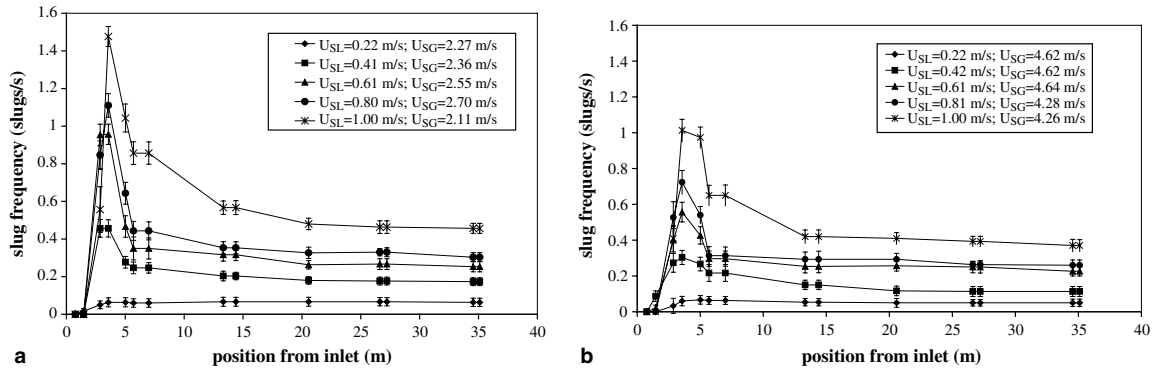 1.6
1.4
1.2
1
0.8
0.6
0.4
0.2
0
slug frequency (slugs/s)
U_SL=0.22 m/s; U_SG=2.27 m/s
U_SL=0.41 m/s; U_SG=2.36 m/s
U_SL=0.61 m/s; U_SG=2.55 m/s
U_SL=0.80 m/s; U_SG=2.70 m/s
U_SL=1.00 m/s; U_SG=2.11 m/s
0 5 10 15 20 25 30 35 40
a position from inlet (m)
1.6
1.4
1.2
1
0.8
0.6
0.4
0.2
0
slug frequency (slugs/s)
U_SL=0.22 m/s; U_SG=4.62 m/s
U_SL=0.42 m/s; U_SG=4.62 m/s
U_SL=0.61 m/s; U_SG=4.64 m/s
U_SL=0.81 m/s; U_SG=4.28 m/s
U_SL=1.00 m/s; U_SG=4.26 m/s
0 5 10 15 20 25 30 35 40
b position from inlet (m)